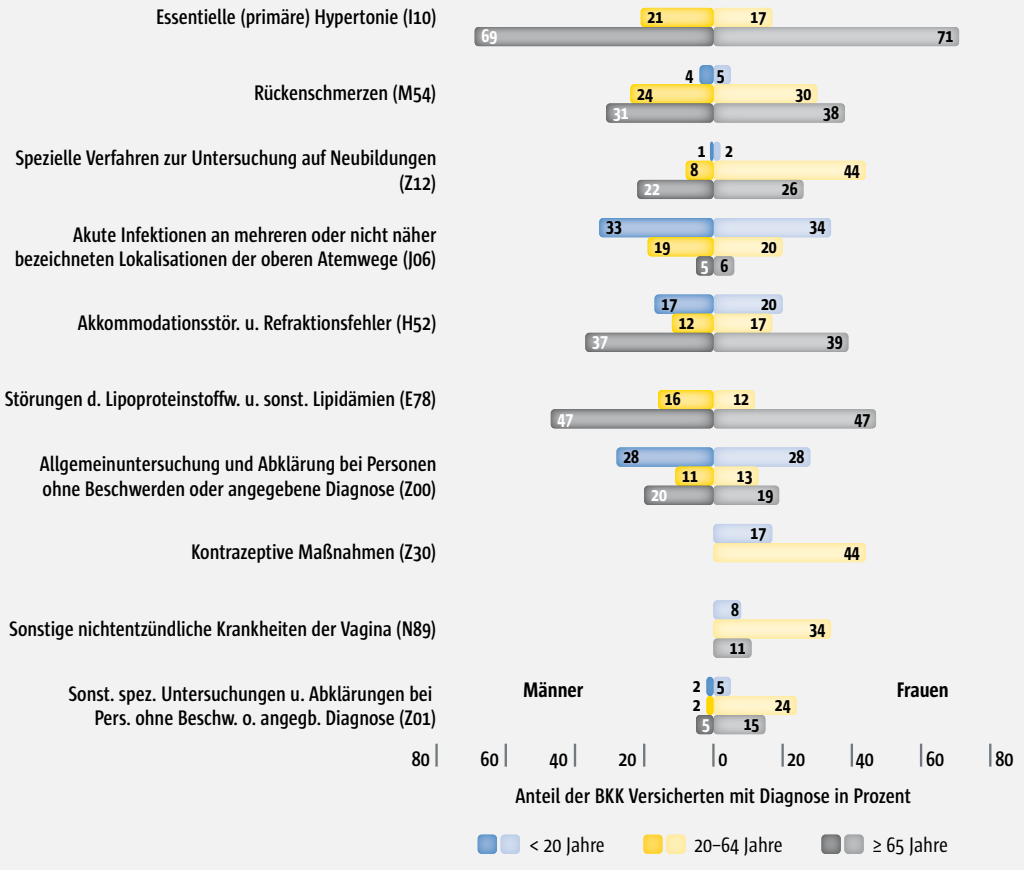 Essentielle (primäre) Hypertonie (I10)
21 17
69 71
Rückenschmerzen (M54)
4 5
24 30
31 38
Spezielle Verfahren zur Untersuchung auf Neubildungen
(Z12)
1 2
8 44
22 26
Akute Infektionen an mehreren oder nicht näher
bezeichneten Lokalisationen der oberen Atemwege (J06)
33 34
19 20
5 6
Akkommodationsstör. u. Refraktionsfehler (H52)
17 20
12 17
37 39
Störungen d. Lipoproteinstoffw. u. sonst. Lipidämien (E78)
16 12
47 47
Allgemeinuntersuchung und Abklärung bei Personen
ohne Beschwerden oder angegebene Diagnose (Z00)
28 28
11 13
20 19
Kontrazeptive Maßnahmen (Z30)
17
44
Sonstige nichtentzündliche Krankheiten der Vagina (N89)
8
34
11
Sonst. spez. Untersuchungen u. Abklärungen bei
Pers. ohne Beschw. o. angegb. Diagnose (Z01)
2 5
2 24
5 15
Männer Frauen
80 60 40 20 0 20 40 60 80
Anteil der BKK Versicherten mit Diagnose in Prozent
< 20 Jahre 20–64 Jahre ≥ 65 Jahre